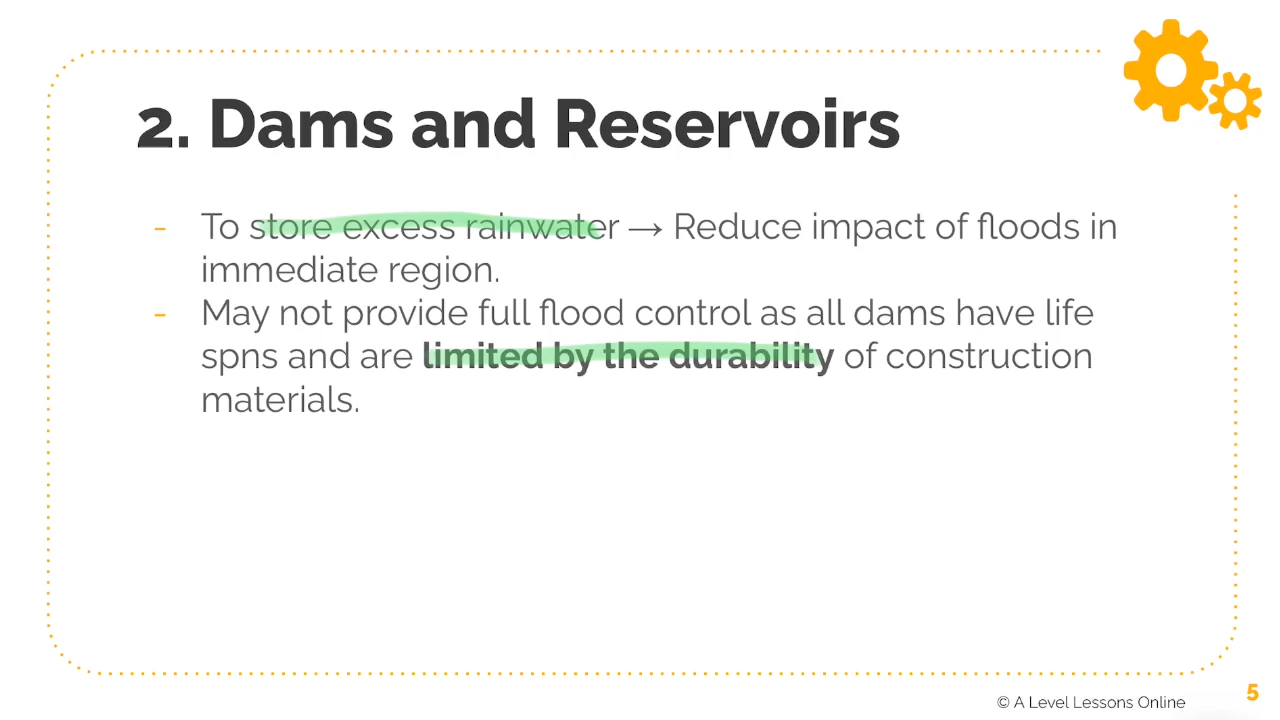 2. Dams and Reservoirs
- To store excess rainwater → Reduce impact of floods in
immediate region.
- May not provide full flood control as all dams have life
spns and are limited by the durability of construction
materials.
© A Level Lessons Online
5